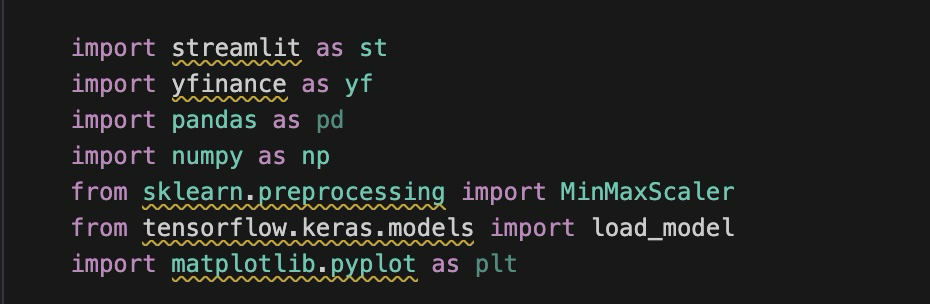 import streamlit as st
import yfinance as yf
import pandas as pd
import numpy as np
from sklearn.preprocessing import MinMaxScaler
from tensorflow.keras.models import load_model
import matplotlib.pyplot as plt